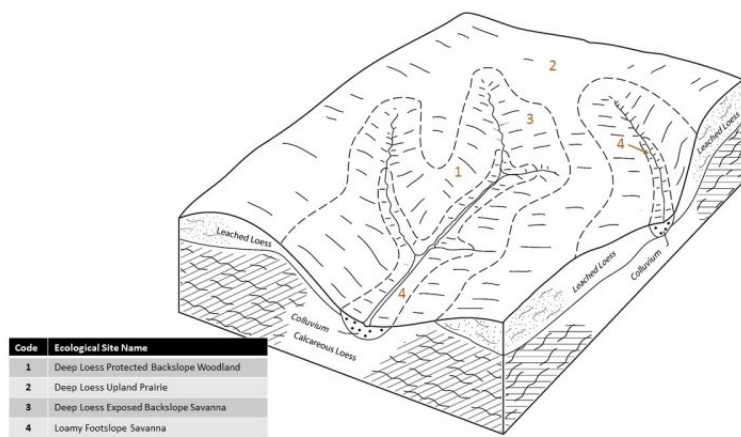 2
3
4
1
Leached Loess
Leached Loess
Leached Loess
Colluvium
4
Colluvium
Calcareous Loess
Code Ecological Site Name
1 Deep Loess Protected Backslope Woodland
2 Deep Loess Upland Prairie
3 Deep Loess Exposed Backslope Savanna
4 Loamy Footslope Savanna